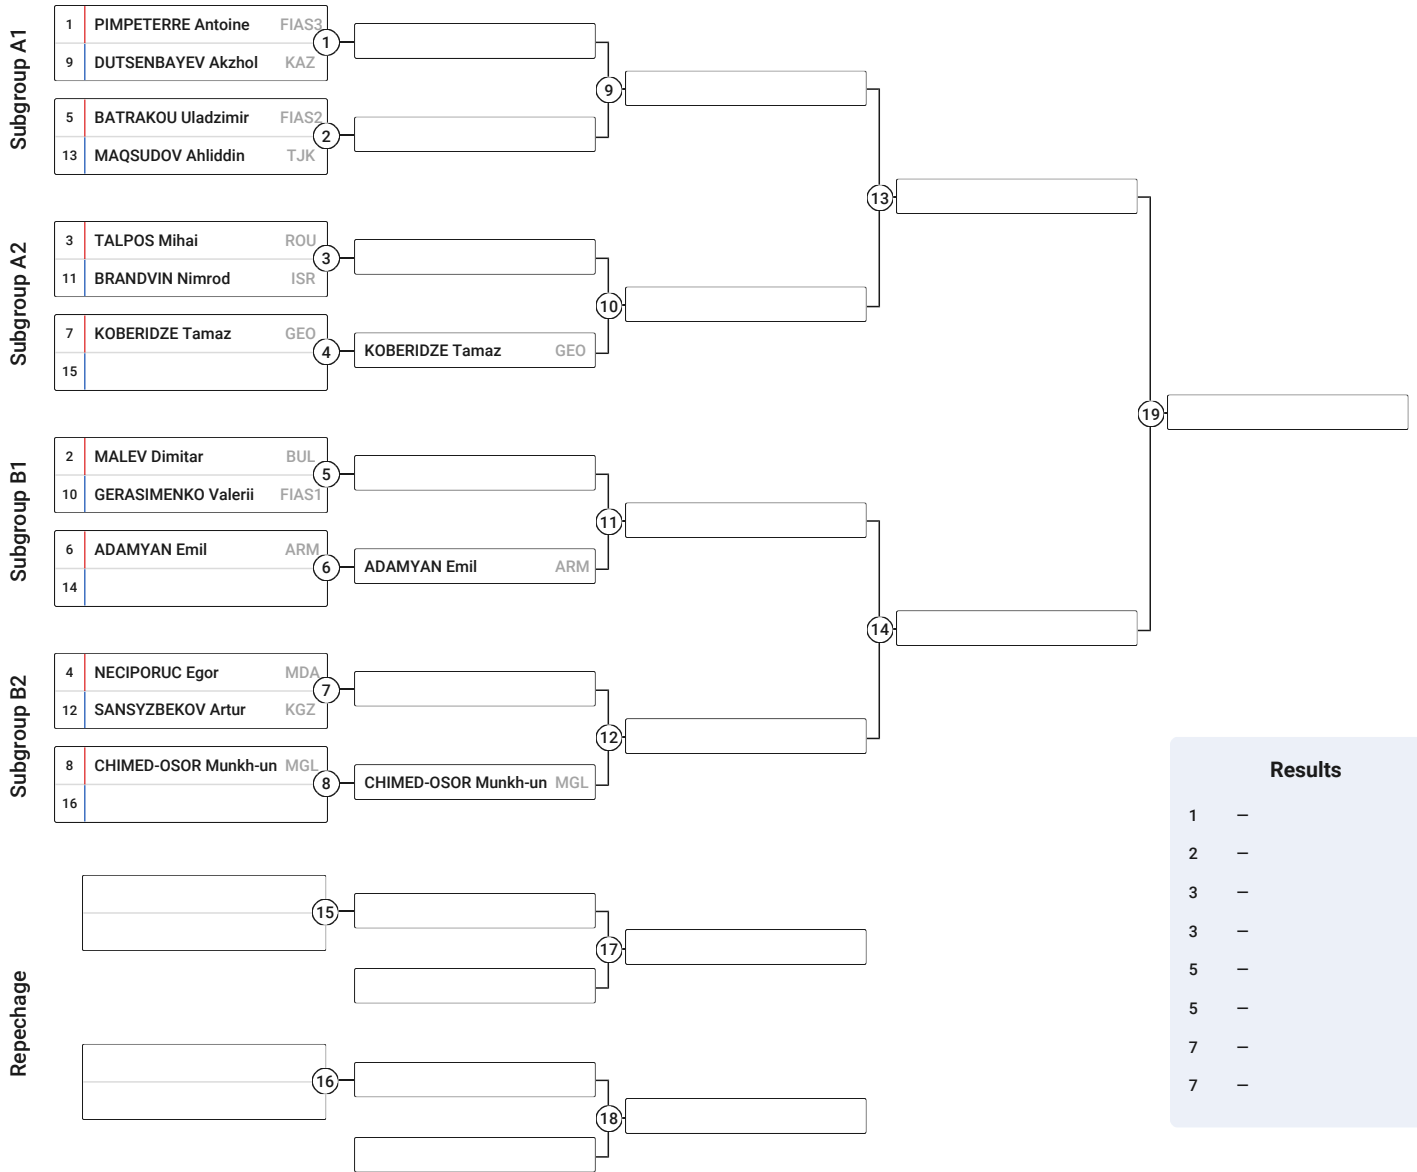 Subgroup A1
1 PIMPETERRE Antoine FIAS3
9 DUTSENBAYEV Akzhol KAZ
1
5 BATRAKOU Uladzimir FIAS2
13 MAQSUDOV Ahliddin TJK
2
9
Subgroup A2
3 TALPOS Mihai ROU
11 BRANDVIN Nimrod ISR
3
7 KOBERIDZE Tamaz GEO
15
4
KOBERIDZE Tamaz GEO
10
13
Subgroup B1
2 MALEV Dimitar BUL
10 GERASIMENKO Valerii FIAS1
5
6 ADAMYAN Emil ARM
14
6
ADAMYAN Emil ARM
11
Subgroup B2
4 NECIPORUC Egor MDA
12 SANSYZBEKOV Artur KGZ
7
8 CHIMED-OSOR Munkh-un MGL
16
8
CHIMED-OSOR Munkh-un MGL
12
14
19
Repechage
15
17
16
18
Results
1 –
2 –
3 –
3 –
5 –
5 –
7 –
7 –